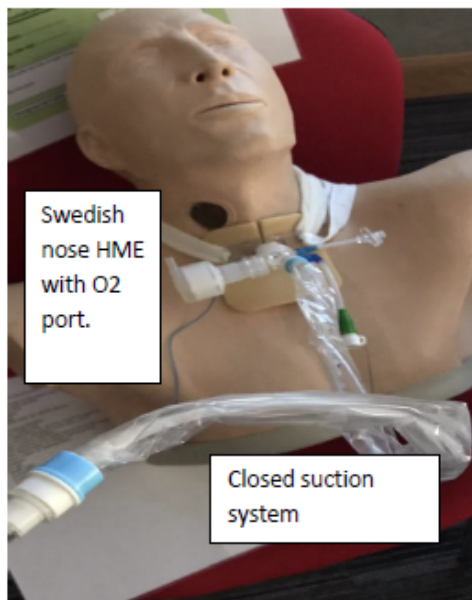 Swedish
nose HME
with O2
port.
Closed suction
system